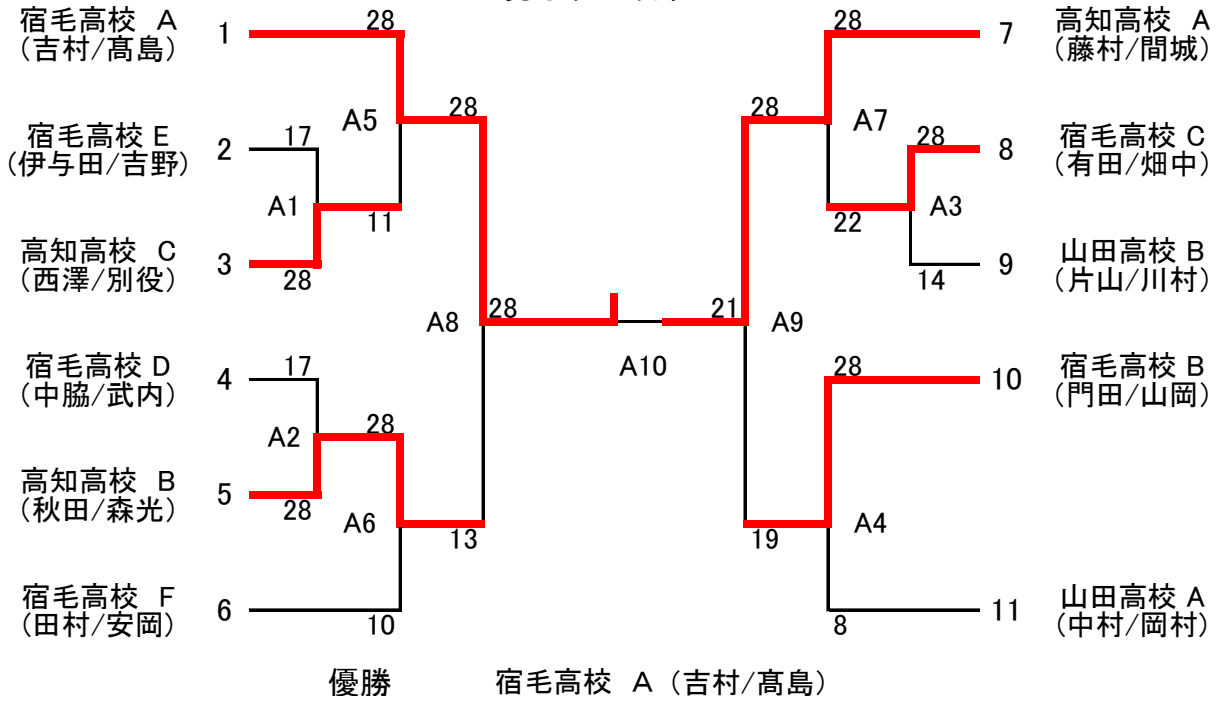 宿毛高校 A
(吉村/髙島)
1
28
28
7
高知高校 A
(藤村/間城)
A5
28
28
A7
宿毛高校 E
(伊与田/吉野)
2
17
28
8
宿毛高校 C
(有田/畑中)
A1
11
22
A3
高知高校 C
(西澤/別役)
3
28
14
9
山田高校 B
(片山/川村)
A8
28
21
A9
A10
宿毛高校 D
(中脇/武内)
4
17
28
10
宿毛高校 B
(門田/山岡)
A2
28
高知高校 B
(秋田/森光)
5
28
A6
13
19
A4
宿毛高校 F
(田村/安岡)
6
10
8
11
山田高校 A
(中村/岡村)
優勝 宿毛高校 A (吉村/髙島)